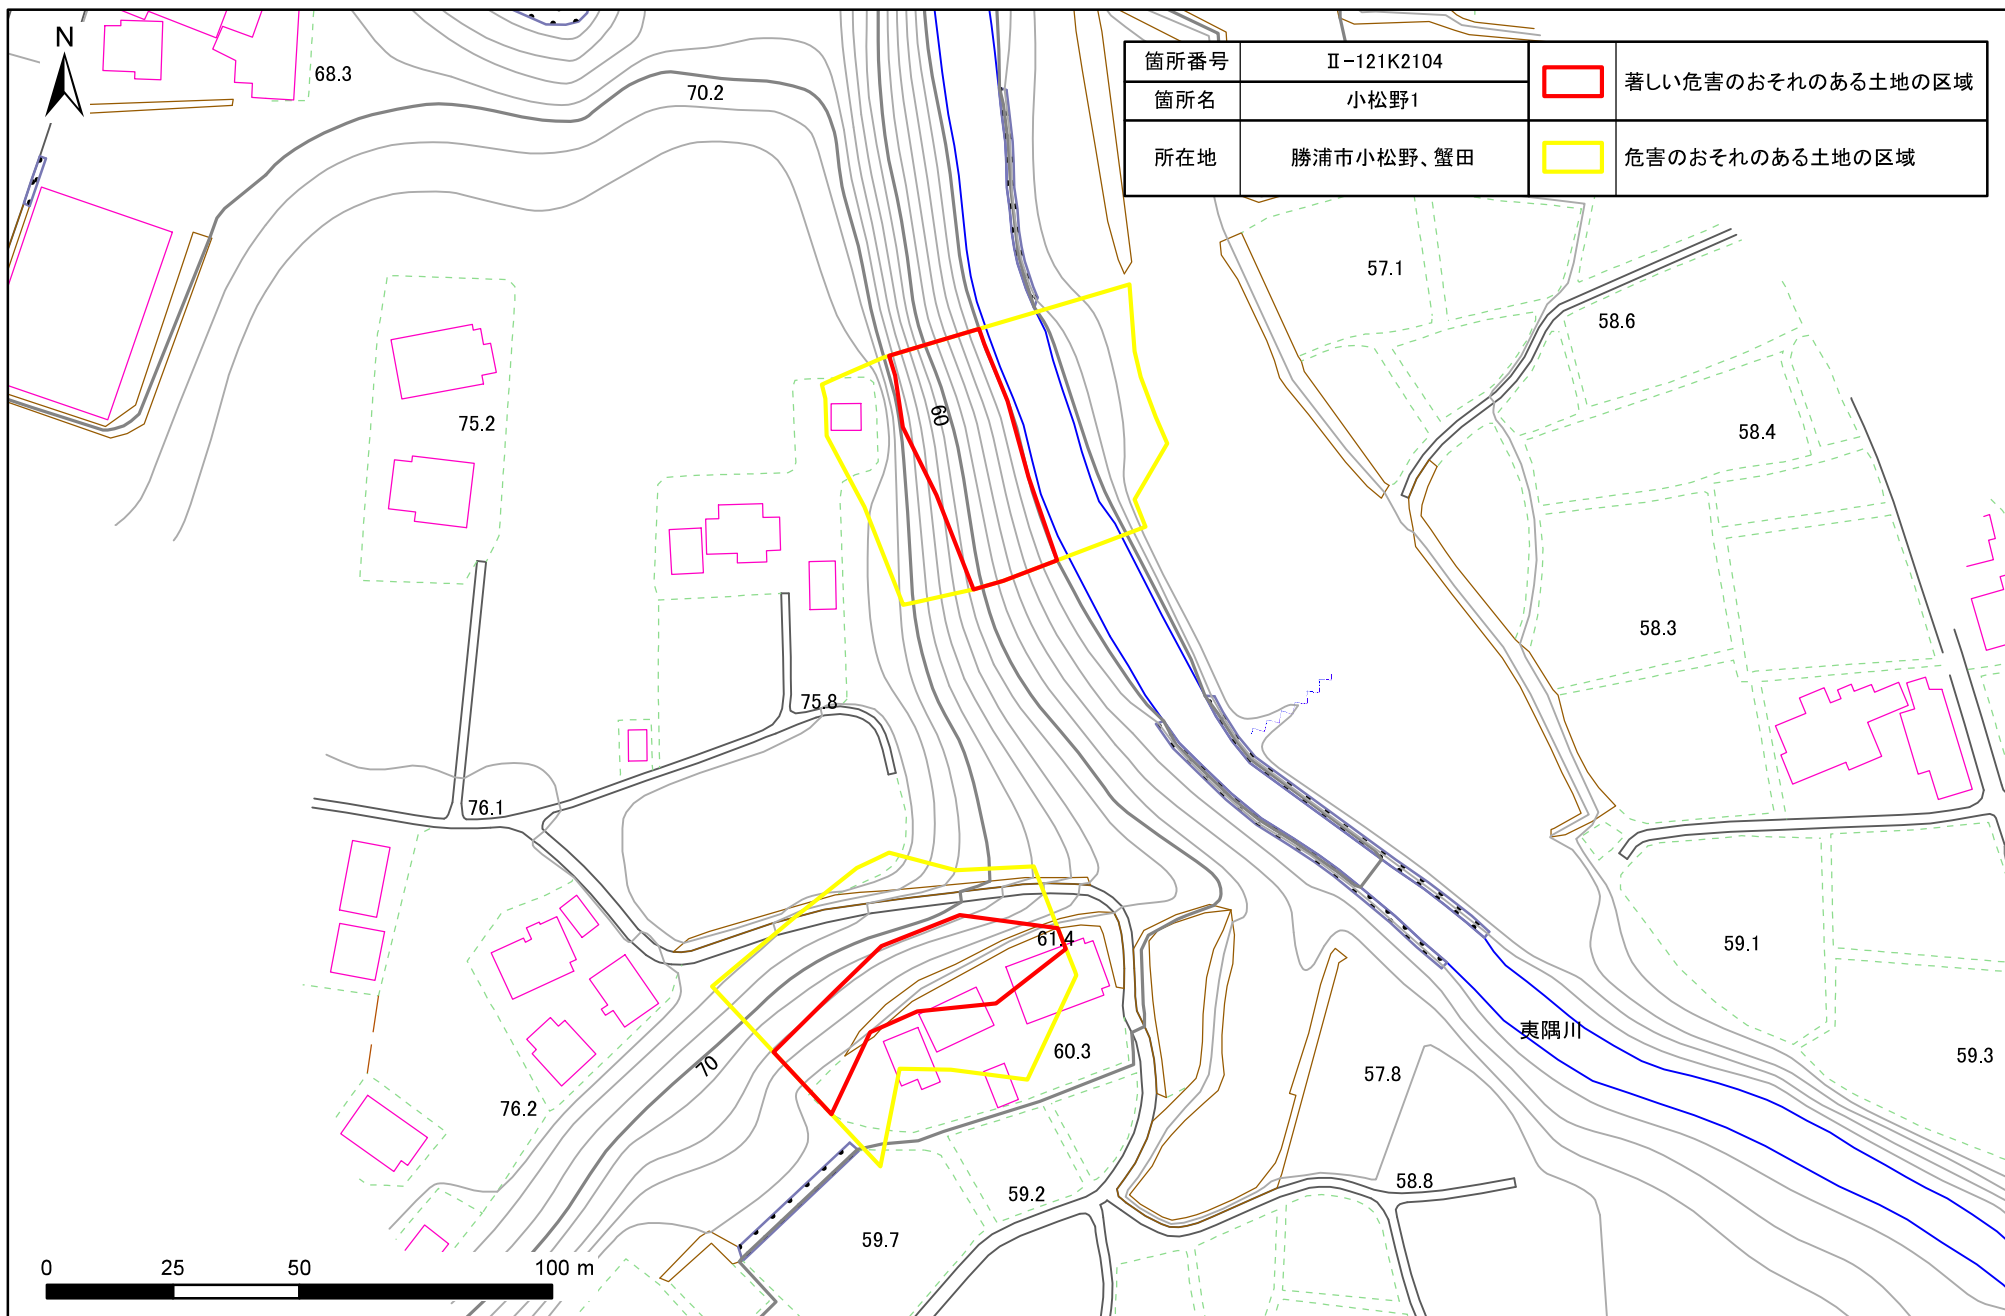 N
68.3
70.2
箇所番号 Ⅱ-121K2104
箇所名 小松野1
所在地 勝浦市小松野、蟹田
著しい危害のおそれのある土地の区域
危害のおそれのある土地の区域
57.1
58.6
60
75.2
58.4
58.3
75.8
76.1
61.4
59.1
夷隅川
60.3
59.3
70
57.8
76.2
58.8
59.2
59.7
0 25 50 100 m